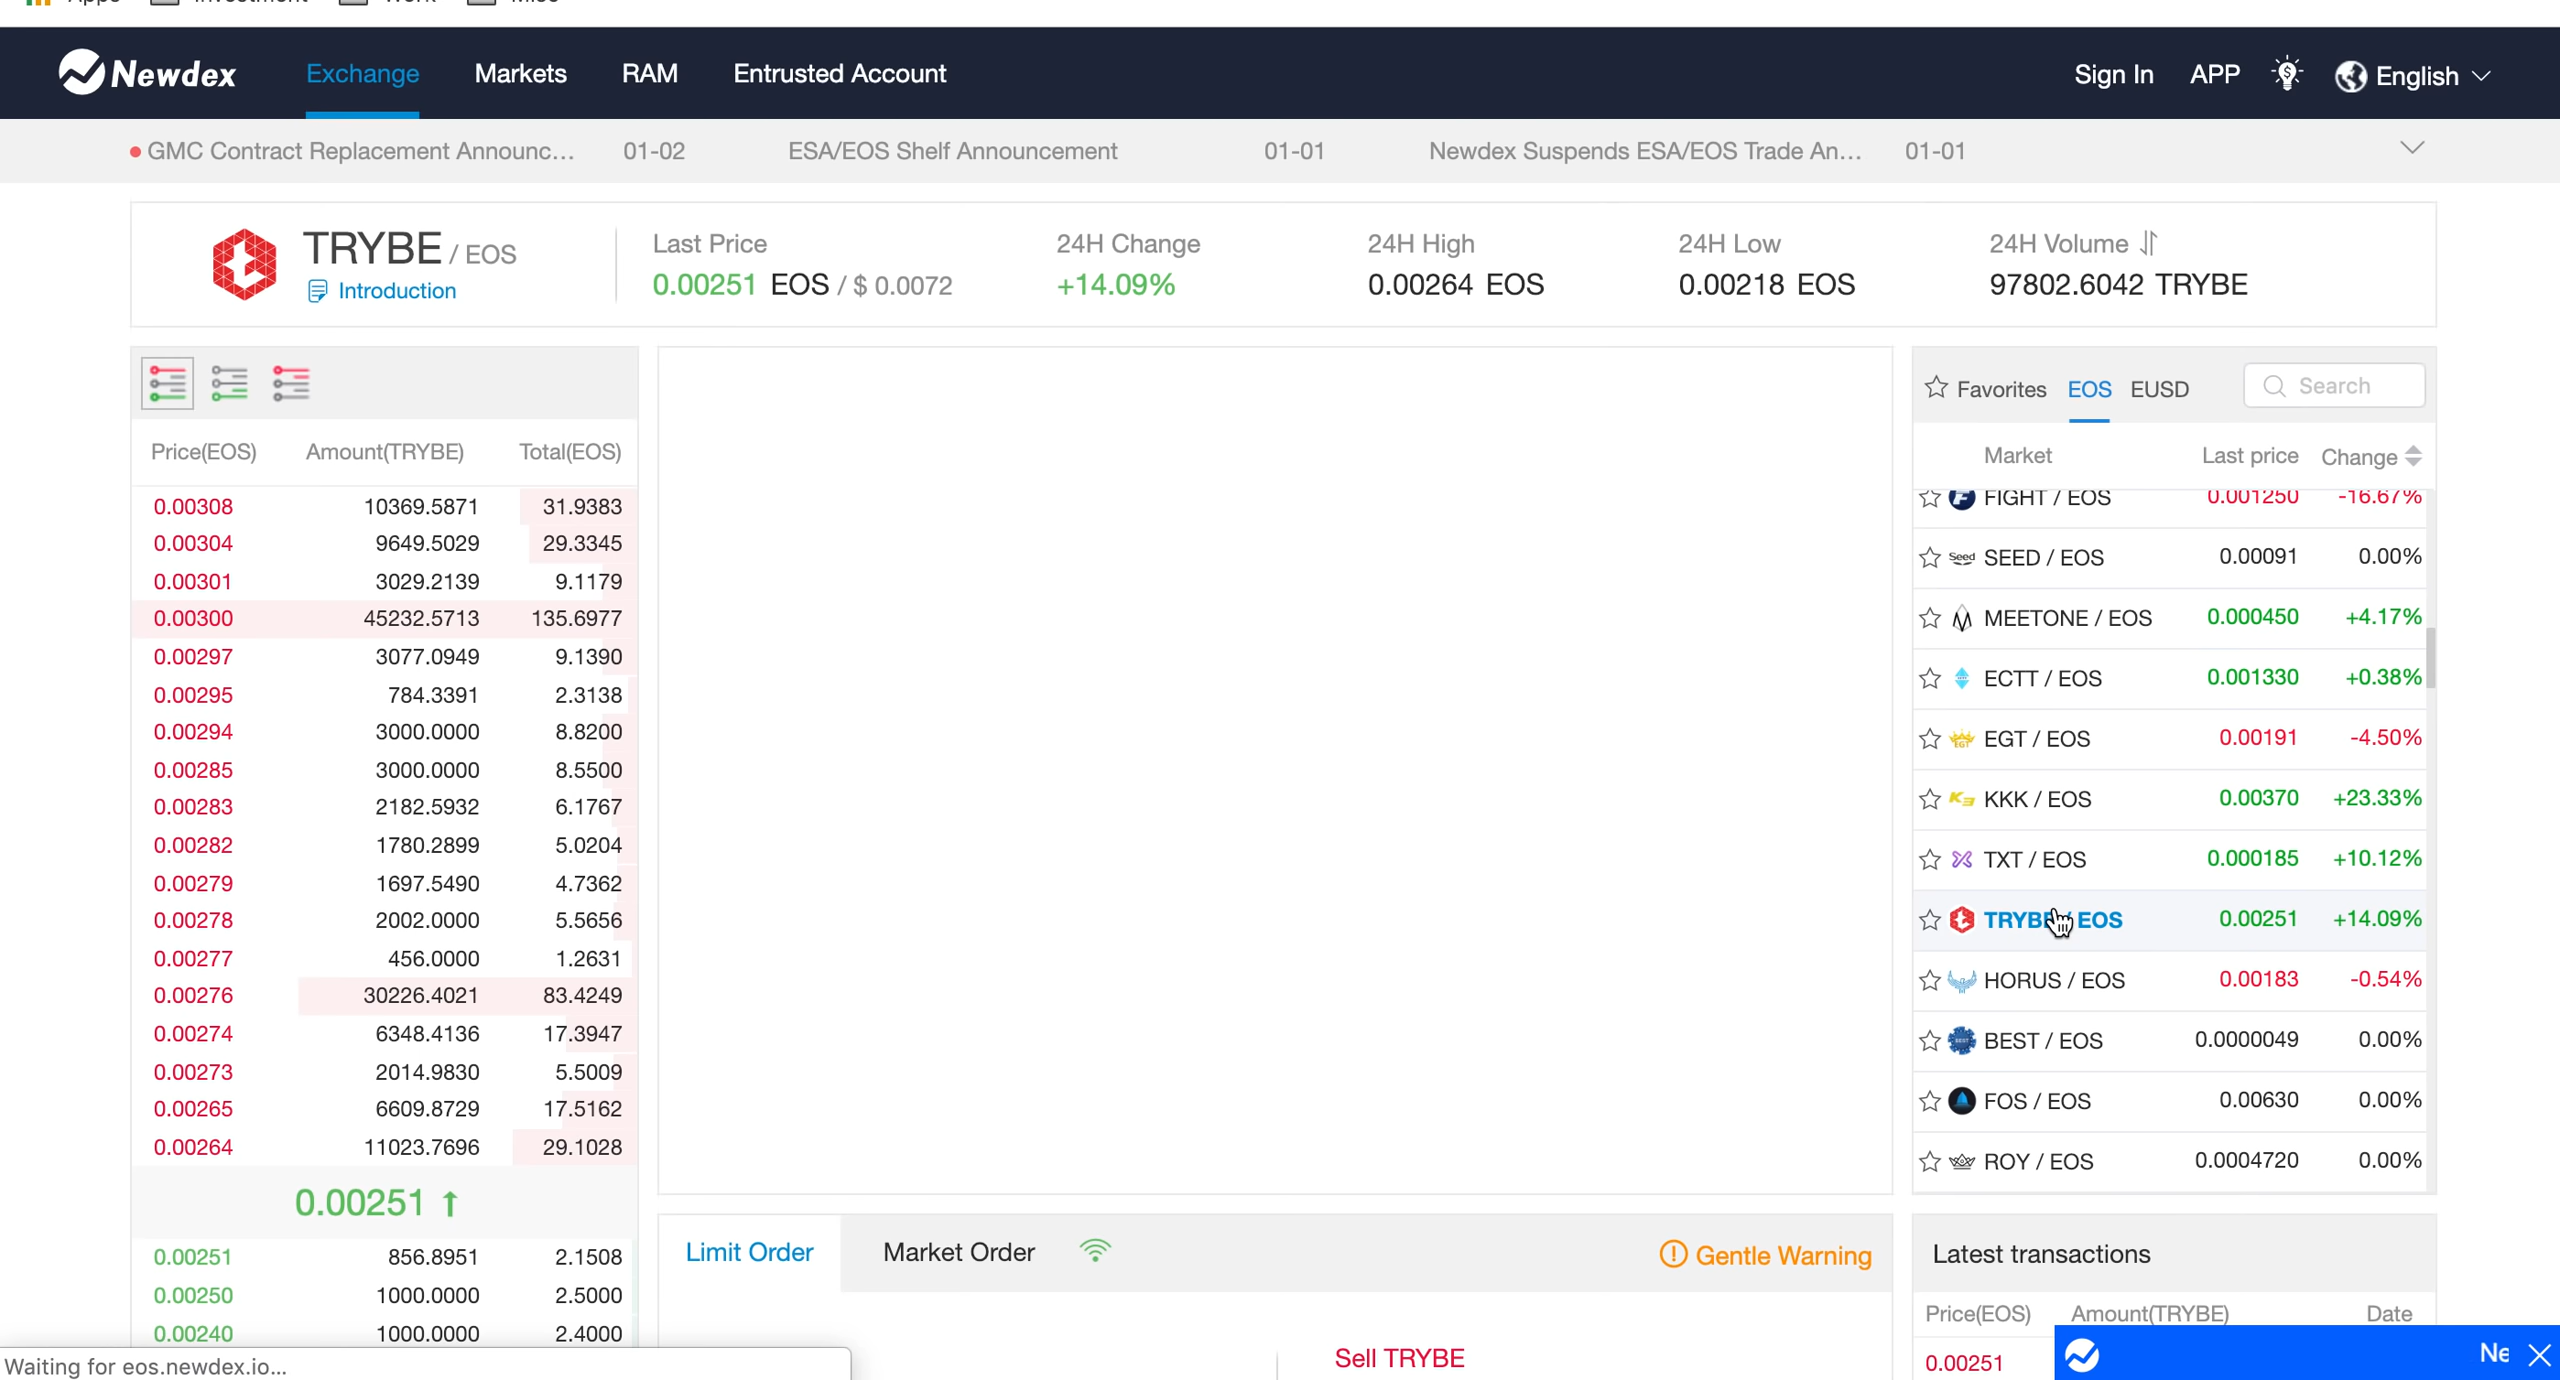 Apps Investment Work Misc
Newdex Exchange Markets RAM Entrusted Account Sign In APP English
GMC Contract Replacement Announc... 01-02 ESA/EOS Shelf Announcement 01-01 Newdex Suspends ESA/EOS Trade An... 01-01
TRYBE / EOS
Introduction
Last Price 24H Change 24H High 24H Low 24H Volume
0.00251 EOS / $ 0.0072 +14.09% 0.00264 EOS 0.00218 EOS 97802.6042 TRYBE
Price(EOS) Amount(TRYBE) Total(EOS)
0.00308 10369.5871 31.9383
0.00304 9649.5029 29.3345
0.00301 3029.2139 9.1179
0.00300 45232.5713 135.6977
0.00297 3077.0949 9.1390
0.00295 784.3391 2.3138
0.00294 3000.0000 8.8200
0.00285 3000.0000 8.5500
0.00283 2182.5932 6.1767
0.00282 1780.2899 5.0204
0.00279 1697.5490 4.7362
0.00278 2002.0000 5.5656
0.00277 456.0000 1.2631
0.00276 30226.4021 83.4249
0.00274 6348.4136 17.3947
0.00273 2014.9830 5.5009
0.00265 6609.8729 17.5162
0.00264 11023.7696 29.1028
0.00251 ↑
0.00251 856.8951 2.1508
0.00250 1000.0000 2.5000
0.00240 1000.0000 2.4000
Waiting for eos.newdex.io...
Limit Order Market Order Gentle Warning
Sell TRYBE
Favorites EOS EUSD Search
Market Last price Change
FIGHT / EOS 0.001250 -16.67%
Seed SEED / EOS 0.00091 0.00%
MEETONE / EOS 0.000450 +4.17%
ECTT / EOS 0.001330 +0.38%
EGT EGT / EOS 0.00191 -4.50%
K3 KKK / EOS 0.00370 +23.33%
TXT / EOS 0.000185 +10.12%
TRYBE / EOS 0.00251 +14.09%
HORUS / EOS 0.00183 -0.54%
BEST BEST / EOS 0.0000049 0.00%
FOS / EOS 0.00630 0.00%
ROY / EOS 0.0004720 0.00%
Latest transactions
Price(EOS) Amount(TRYBE) Date
0.00251
Ne